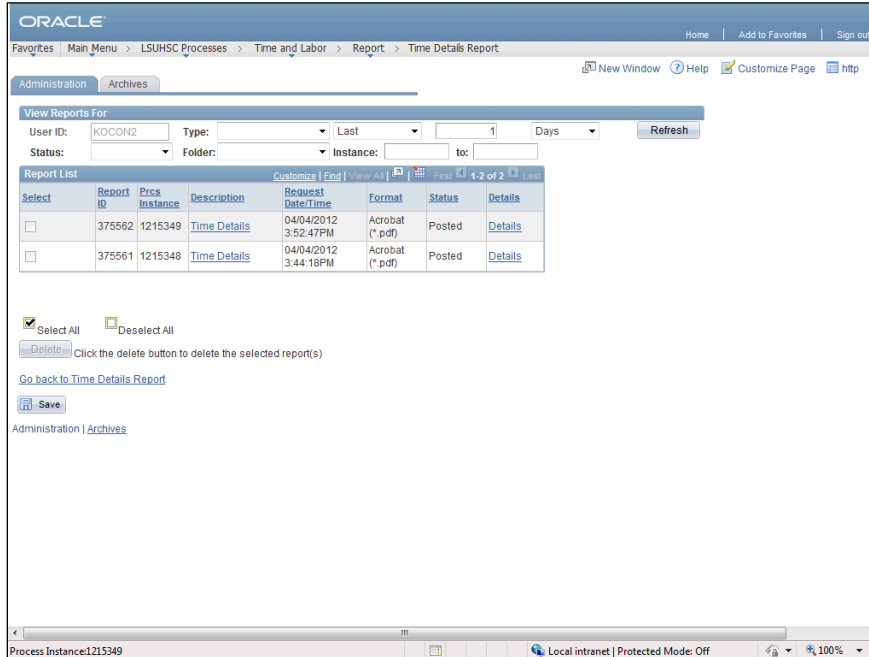 ORACLE
Home | Add to Favorites | Sign out
Favorites Main Menu > LSUHSC Processes > Time and Labor > Report > Time Details Report
New Window Help Customize Page http
Administration Archives
View Reports For
User ID: KOCON2 Type: Last 1 Days Refresh
Status: Folder: Instance: to:
Report List Customize | Find | View All | First 1-2 of 2 Last
Select Report ID Prcs Instance Description Request Date/Time Format Status Details
375562 1215349 Time Details 04/04/2012 3:52:47PM Acrobat (*.pdf) Posted Details
375561 1215348 Time Details 04/04/2012 3:44:18PM Acrobat (*.pdf) Posted Details
Select All Deselect All
Delete Click the delete button to delete the selected report(s)
Go back to Time Details Report
Save
Administration | Archives
Process Instance:1215349 Local intranet | Protected Mode: Off 100%